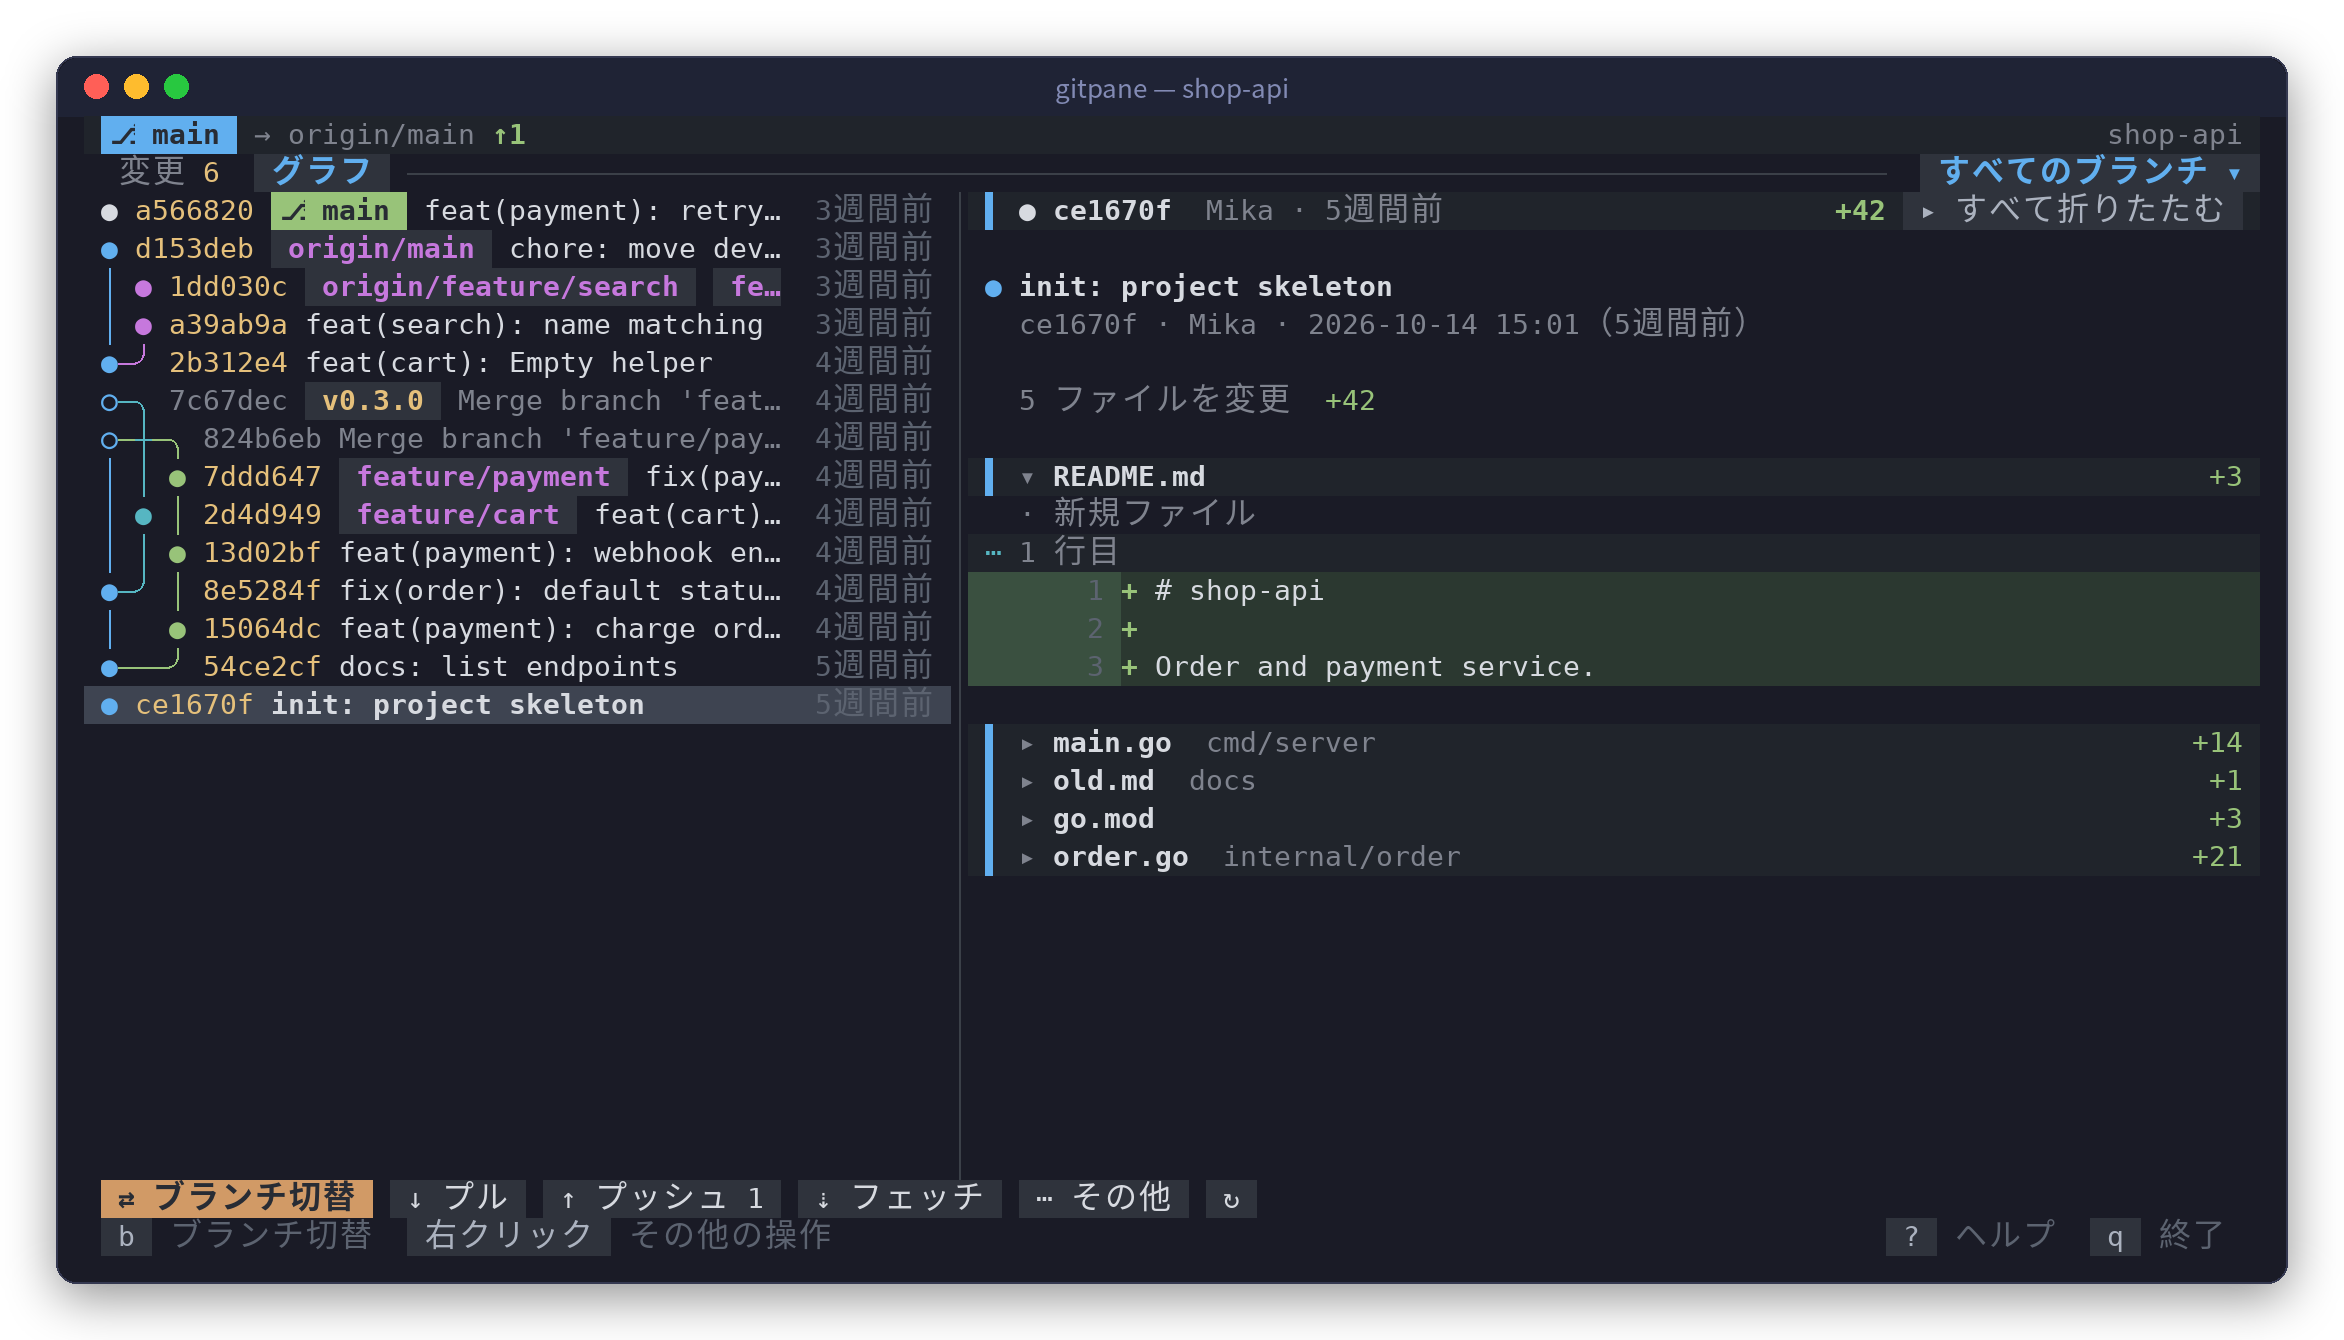 gitpane — shop-api
⎇ main → origin/main ↑1 shop-api
変更 6 グラフ すべてのブランチ ▾
● a566820 ⎇ main feat(payment): retry… 3週間前
● d153deb origin/main chore: move dev… 3週間前
● 1dd030c origin/feature/search fe… 3週間前
● a39ab9a feat(search): name matching 3週間前
● 2b312e4 feat(cart): Empty helper 4週間前
○ 7c67dec v0.3.0 Merge branch 'feat… 4週間前
○ 824b6eb Merge branch 'feature/pay… 4週間前
● 7ddd647 feature/payment fix(pay… 4週間前
● 2d4d949 feature/cart feat(cart)… 4週間前
● 13d02bf feat(payment): webhook en… 4週間前
● 8e5284f fix(order): default statu… 4週間前
● 15064dc feat(payment): charge ord… 4週間前
● 54ce2cf docs: list endpoints 5週間前
● ce1670f init: project skeleton 5週間前
● ce1670f Mika · 5週間前 +42 ▸ すべて折りたたむ
● init: project skeleton
ce1670f · Mika · 2026-10-14 15:01（5週間前）
5 ファイルを変更 +42
▾ README.md +3
· 新規ファイル
⋯ 1 行目
1 + # shop-api
2 +
3 + Order and payment service.
▸ main.go cmd/server +14
▸ old.md docs +1
▸ go.mod +3
▸ order.go internal/order +21
⇄ ブランチ切替 ↓ プル ↑ プッシュ 1 ⇣ フェッチ ⋯ その他 ↻
b ブランチ切替 右クリック その他の操作 ? ヘルプ q 終了